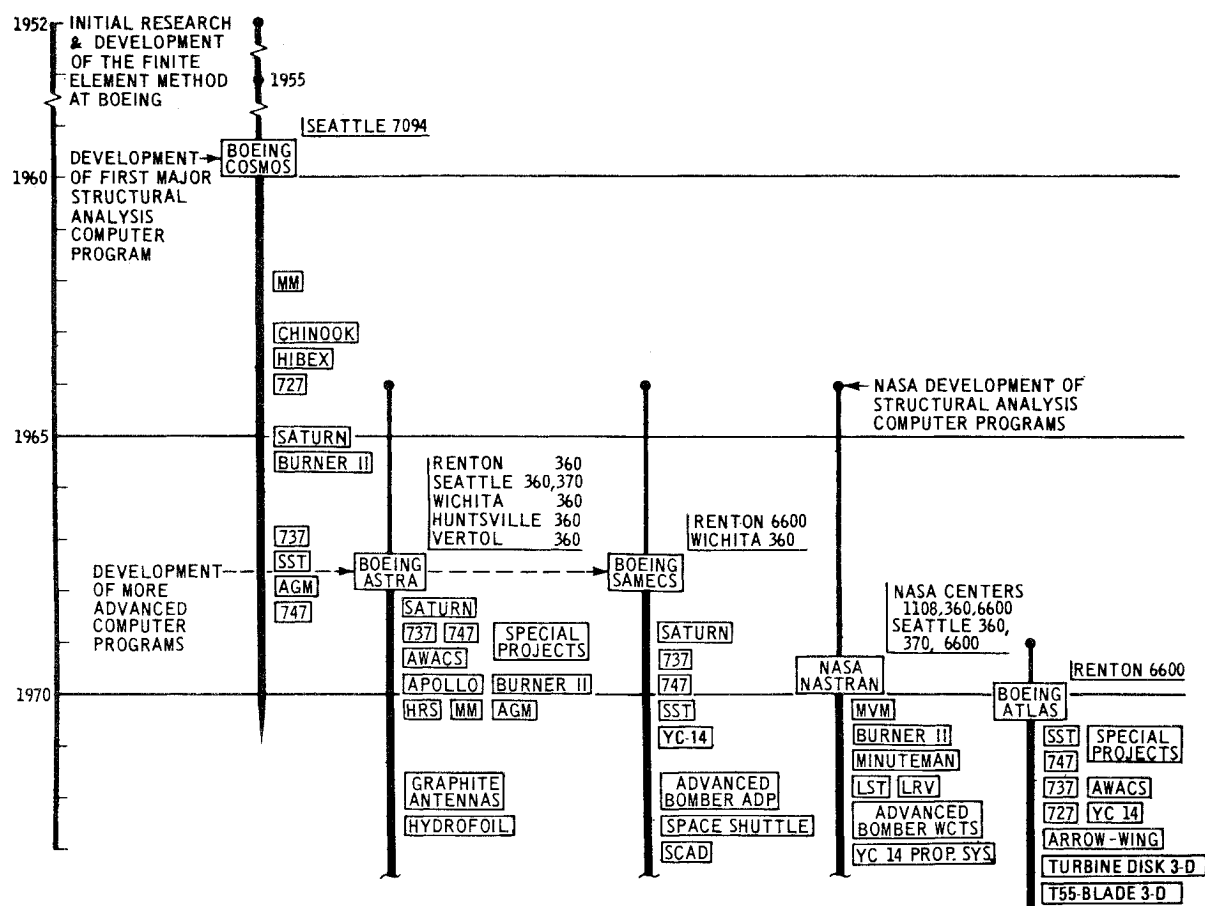 1952
INITIAL RESEARCH
& DEVELOPMENT
OF THE FINITE
ELEMENT METHOD
AT BOEING
1955
SEATTLE 7094
BOEING
COSMOS
DEVELOPMENT
OF FIRST MAJOR
STRUCTURAL
ANALYSIS
COMPUTER
PROGRAM
1960
MM
CHINOOK
HIBEX
727
NASA DEVELOPMENT OF
STRUCTURAL ANALYSIS
COMPUTER PROGRAMS
1965
SATURN
BURNER II
737
SST
AGM
747
DEVELOPMENT
OF MORE
ADVANCED
COMPUTER
PROGRAMS
RENTON 360
SEATTLE 360,370
WICHITA 360
HUNTSVILLE 360
VERTOL 360
BOEING
ASTRA
SATURN
737 747
AWACS
SPECIAL
PROJECTS
APOLLO BURNER II
HRS MM AGM
GRAPHITE
ANTENNAS
HYDROFOIL
RENTON 6600
WICHITA 360
BOEING
SAMECS
SATURN
737
747
SST
YC-14
ADVANCED
BOMBER ADP
SPACE SHUTTLE
SCAD
NASA CENTERS
1108,360,6600
SEATTLE 360,
370, 6600
NASA
NASTRAN
MVM
BURNER II
MINUTEMAN
LST LRV
ADVANCED
BOMBER WCTS
YC 14 PROP. SYS.
RENTON 6600
BOEING
ATLAS
SST
747
SPECIAL
PROJECTS
737 AWACS
727 YC 14
ARROW-WING
TURBINE DISK 3-D
T55-BLADE 3-D
1970